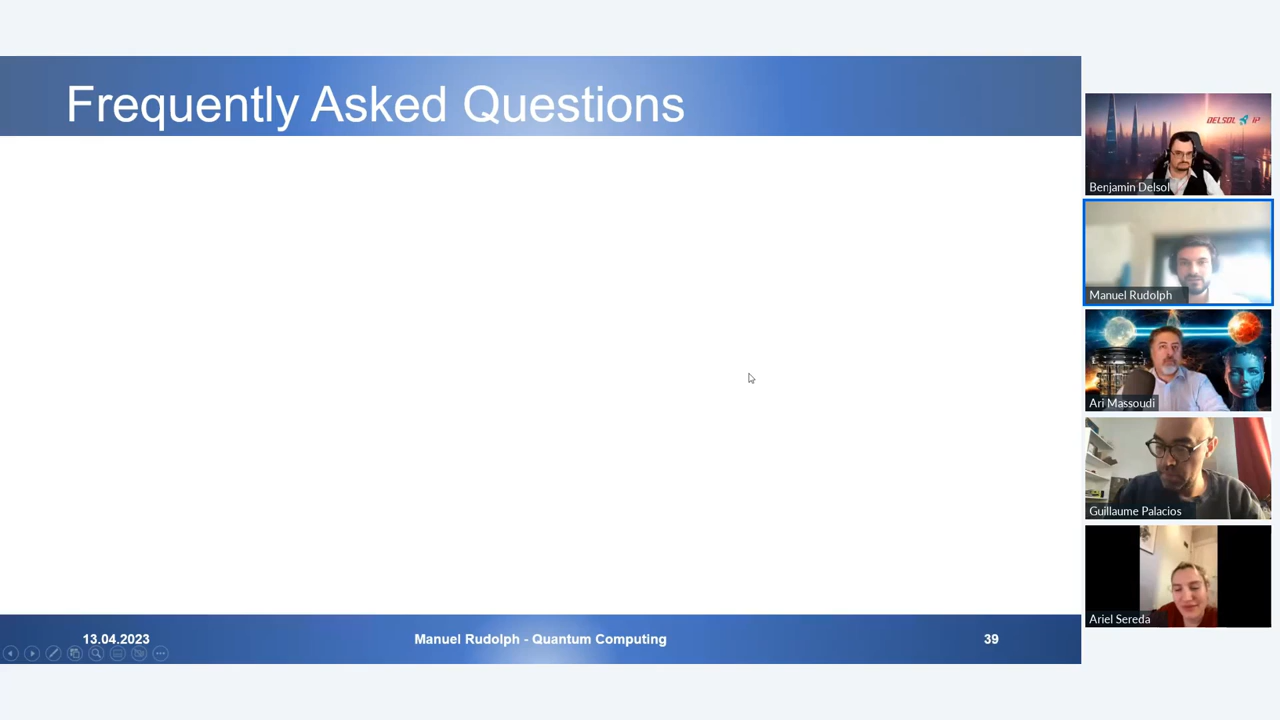 Frequently Asked Questions
DELSOL IP
Benjamin Delsol
Manuel Rudolph
Ari Massoudi
Guillaume Palacios
Ariel Sereda
13.04.2023
Manuel Rudolph - Quantum Computing
39